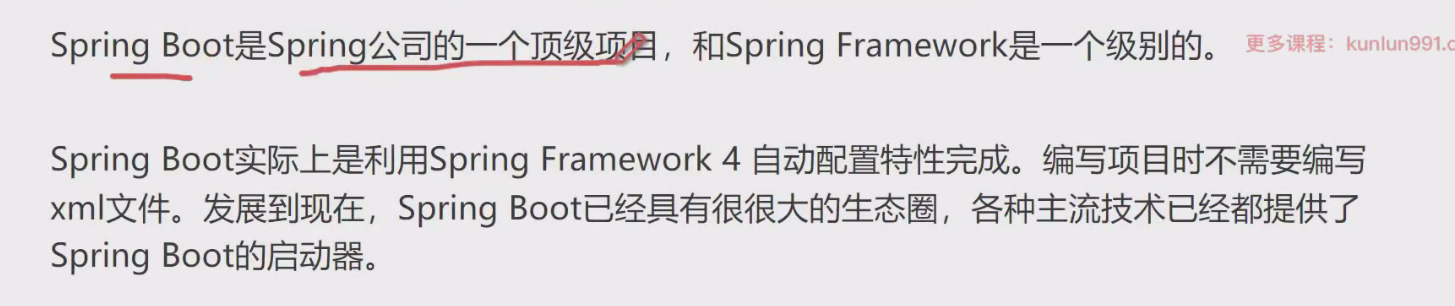 Spring Boot是Spring公司的一个顶级项目，和Spring Framework是一个级别的。 更多课程：kunlun991.c
Spring Boot实际上是利用Spring Framework 4 自动配置特性完成。编写项目时不需要编写
xml文件。发展到现在，Spring Boot已经具有很很大的生态圈，各种主流技术已经都提供了
Spring Boot的启动器。